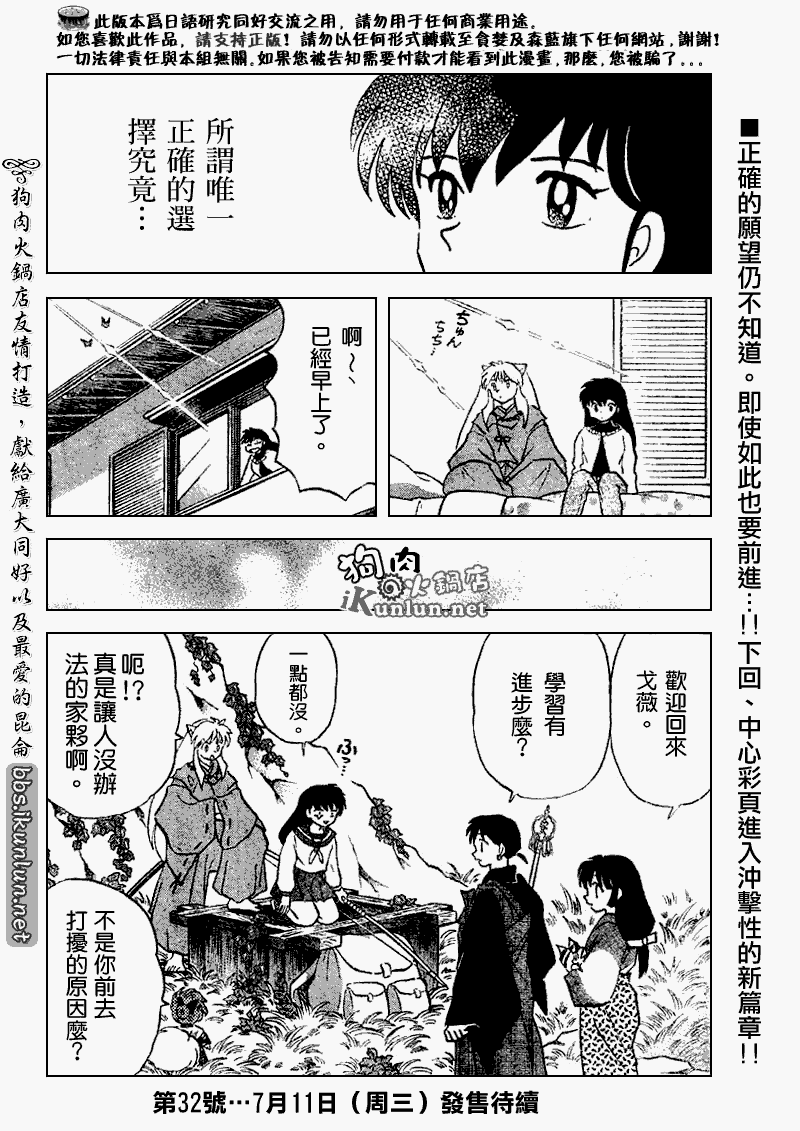 此版本爲日語研究同好交流之用，請勿用于任何商業用途。
如您喜歡此作品，請支持正版！請勿以任何形式轉載至貪婪及森藍旗下任何網站，謝謝！
一切法律責任與本組無關。如果您被告知需要付款才能看到此漫畫，那麼，您被騙了...
所謂唯一
正確的選
擇究竟…
■正確的願望仍不知道。即使如此也要前進…!!下回、中心彩頁進入沖擊性的新篇章!!
狗肉火鍋店友情打造，獻給廣大同好以及最愛的昆侖
bbs.ikunlun.net
ちゅん
ちち…
啊～、
已經早上了。
狗肉
火鍋店
iKunlun.net
歡迎回來
戈薇。
學習有
進步麼？
一點都沒。
ふっ…
呃!?
真是讓人沒辦
法的家夥啊。
不是你前去
打擾的原
因麼？
第32號…7月11日（周三）發售待續